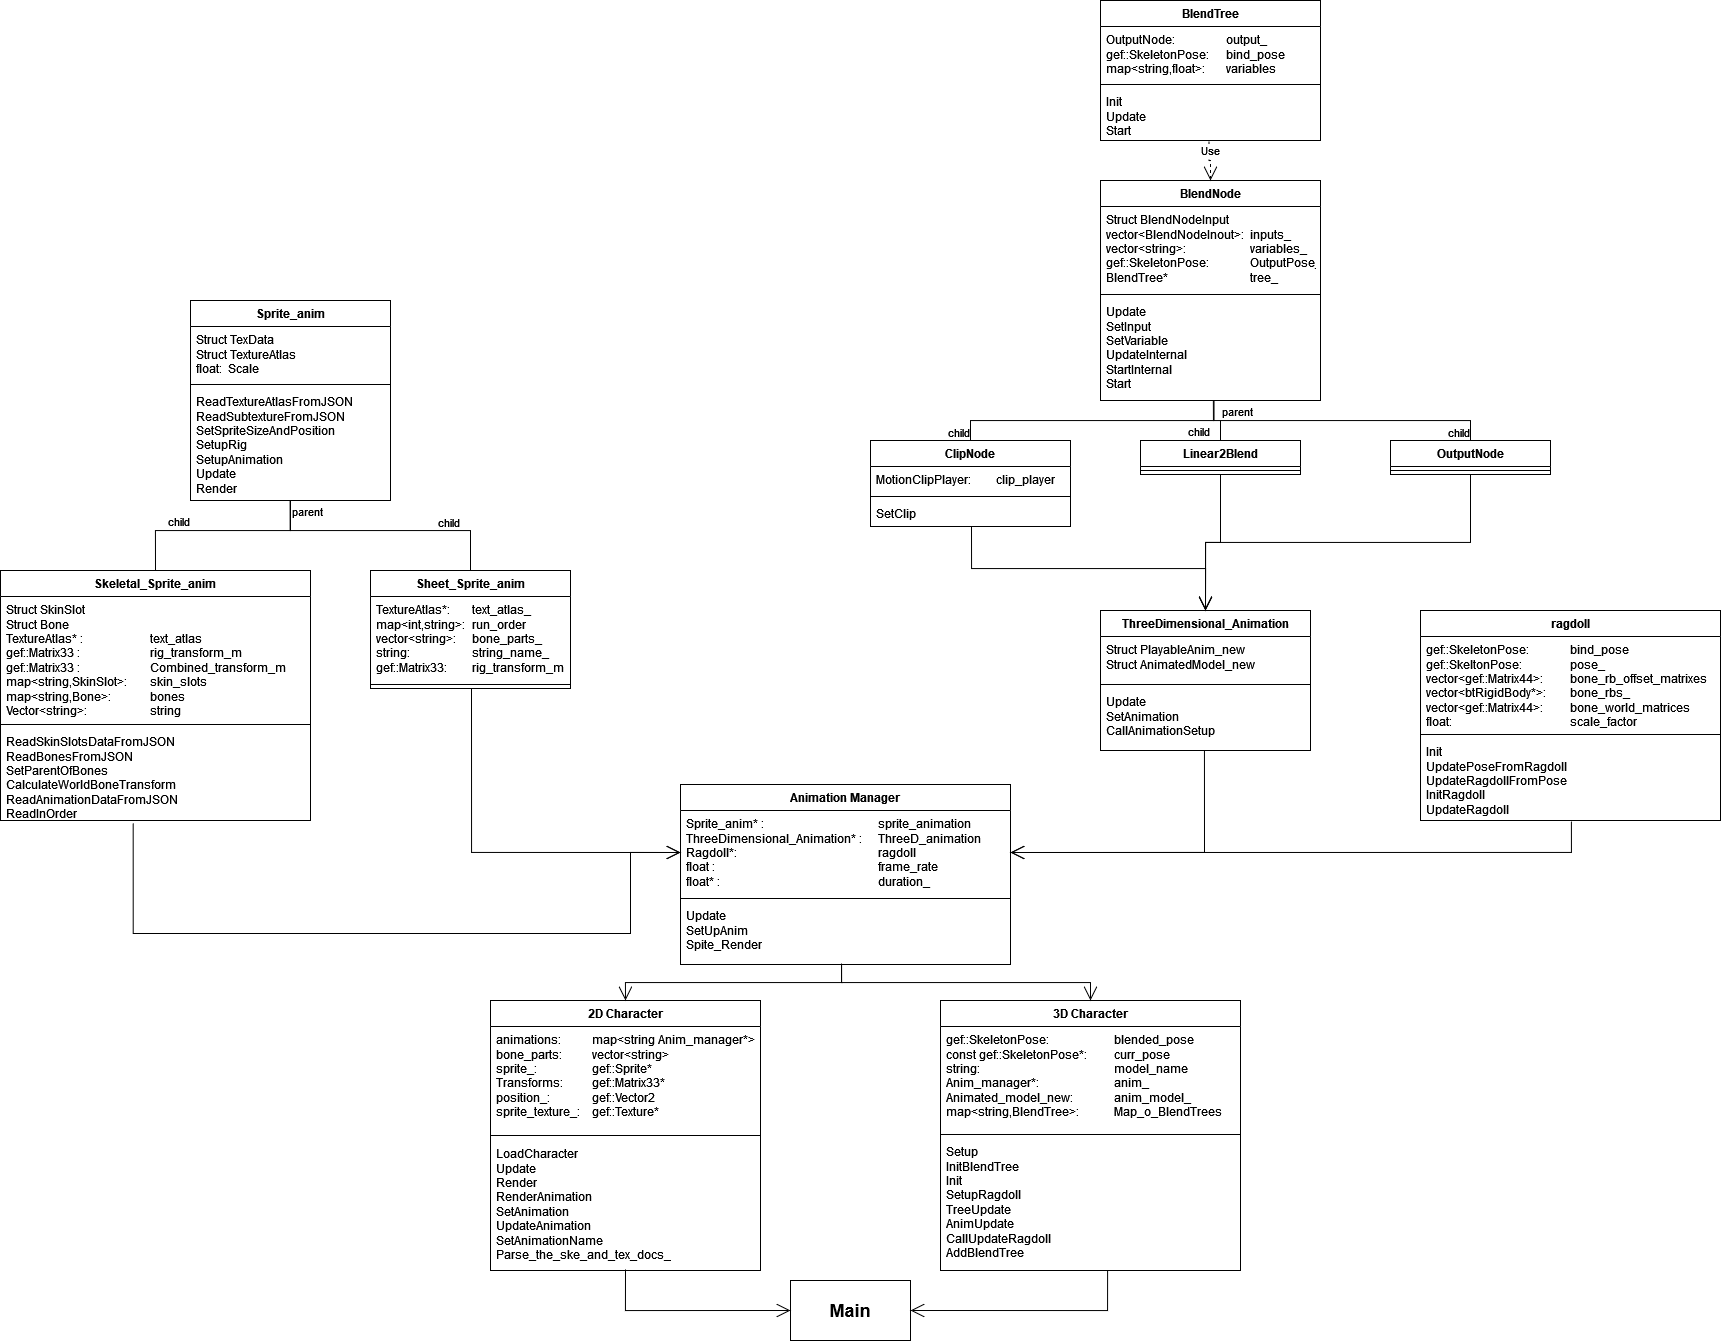 BlendTree
OutputNode: output_
gef::SkeletonPose: bind_pose
map<string,float>: variables
Init
Update
Start
Use
BlendNode
Struct BlendNodeInput
vector<BlendNodeInout>: inputs_
vector<string>: variables_
gef::SkeletonPose: OutputPose_
BlendTree* tree_
Update
SetInput
SetVariable
UpdateInternal
StartInternal
Start
parent
child
child
child
ClipNode
MotionClipPlayer: clip_player
SetClip
Linear2Blend
OutputNode
Sprite_anim
Struct TexData
Struct TextureAtlas
float: Scale
ReadTextureAtlasFromJSON
ReadSubtextureFromJSON
SetSpriteSizeAndPosition
SetupRig
SetupAnimation
Update
Render
parent
child
child
Skeletal_Sprite_anim
Struct SkinSlot
Struct Bone
TextureAtlas* : text_atlas
gef::Matrix33 : rig_transform_m
gef::Matrix33 : Combined_transform_m
map<string,SkinSlot>: skin_slots
map<string,Bone>: bones
Vector<string>: string
ReadSkinSlotsDataFromJSON
ReadBonesFromJSON
SetParentOfBones
CalculateWorldBoneTransform
ReadAnimationDataFromJSON
ReadInOrder
Sheet_Sprite_anim
TextureAtlas*: text_atlas_
map<int,string>: run_order
vector<string>: bone_parts_
string: string_name_
gef::Matrix33: rig_transform_m
ThreeDimensional_Animation
Struct PlayableAnim_new
Struct AnimatedModel_new
Update
SetAnimation
CallAnimationSetup
ragdoll
gef::SkeletonPose: bind_pose
gef::SkeltonPose: pose_
vector<gef::Matrix44>: bone_rb_offset_matrixes
vector<btRigidBody*>: bone_rbs_
vector<gef::Matrix44>: bone_world_matrices
float: scale_factor
Init
UpdatePoseFromRagdoll
UpdateRagdollFromPose
InitRagdoll
UpdateRagdoll
Animation Manager
Sprite_anim* : sprite_animation
ThreeDimensional_Animation* : ThreeD_animation
Ragdoll*: ragdoll
float : frame_rate
float* : duration_
Update
SetUpAnim
Spite_Render
2D Character
animations: map<string Anim_manager*>
bone_parts: vector<string>
sprite_: gef::Sprite*
Transforms: gef::Matrix33*
position_: gef::Vector2
sprite_texture_: gef::Texture*
LoadCharacter
Update
Render
RenderAnimation
SetAnimation
UpdateAnimation
SetAnimationName
Parse_the_ske_and_tex_docs_
3D Character
gef::SkeletonPose: blended_pose
const gef::SkeletonPose*: curr_pose
string: model_name
Anim_manager*: anim_
Animated_model_new: anim_model_
map<string,BlendTree>: Map_o_BlendTrees
Setup
InitBlendTree
Init
SetupRagdoll
TreeUpdate
AnimUpdate
CallUpdateRagdoll
AddBlendTree
Main